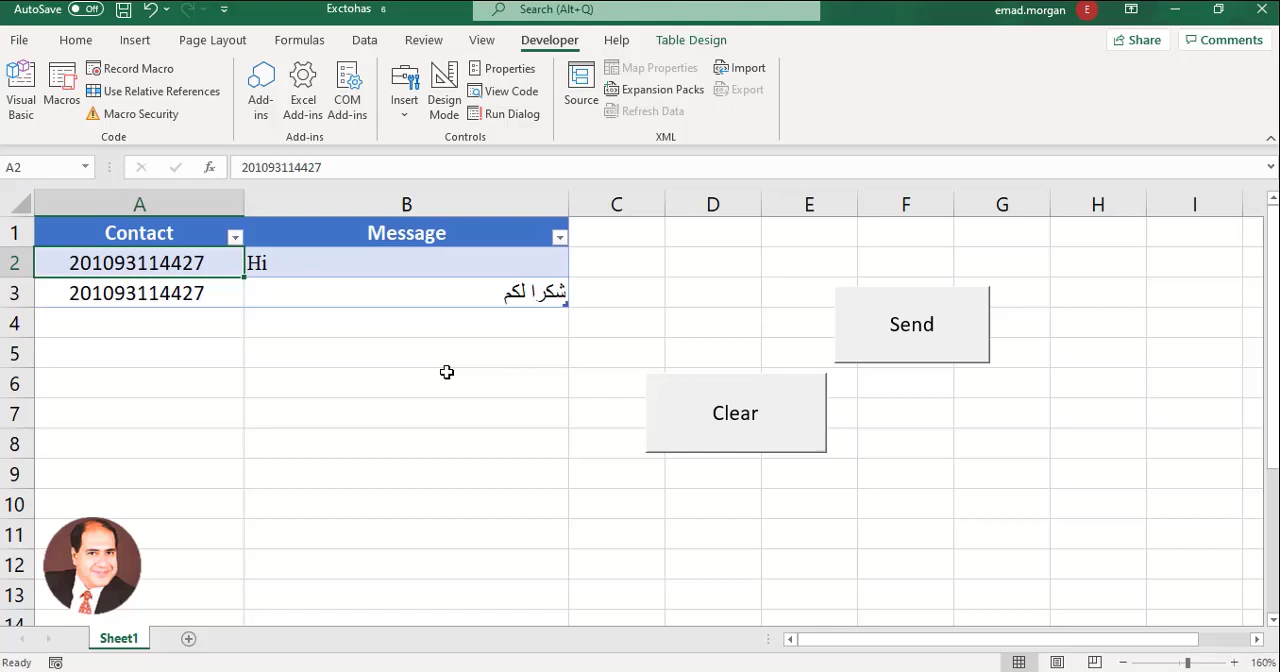 AutoSave Off Exctohas 6 Search (Alt+Q) emad.morgan E
File Home Insert Page Layout Formulas Data Review View Developer Help Table Design Share Comments
Visual Basic
Macros
Record Macro
Use Relative References
Macro Security
Code
Add-ins
Excel Add-ins
COM Add-ins
Add-ins
Insert
Design Mode
Properties
View Code
Run Dialog
Controls
Source
Map Properties
Expansion Packs
Refresh Data
Import
Export
XML
A2 fx 201093114427
A B C D E F G H I
1 Contact Message
2 201093114427 Hi
3 201093114427 شكرا لكم
4
5
6
7
8
9
10
11
12
13
14
Send
Clear
Sheet1
Ready 160%